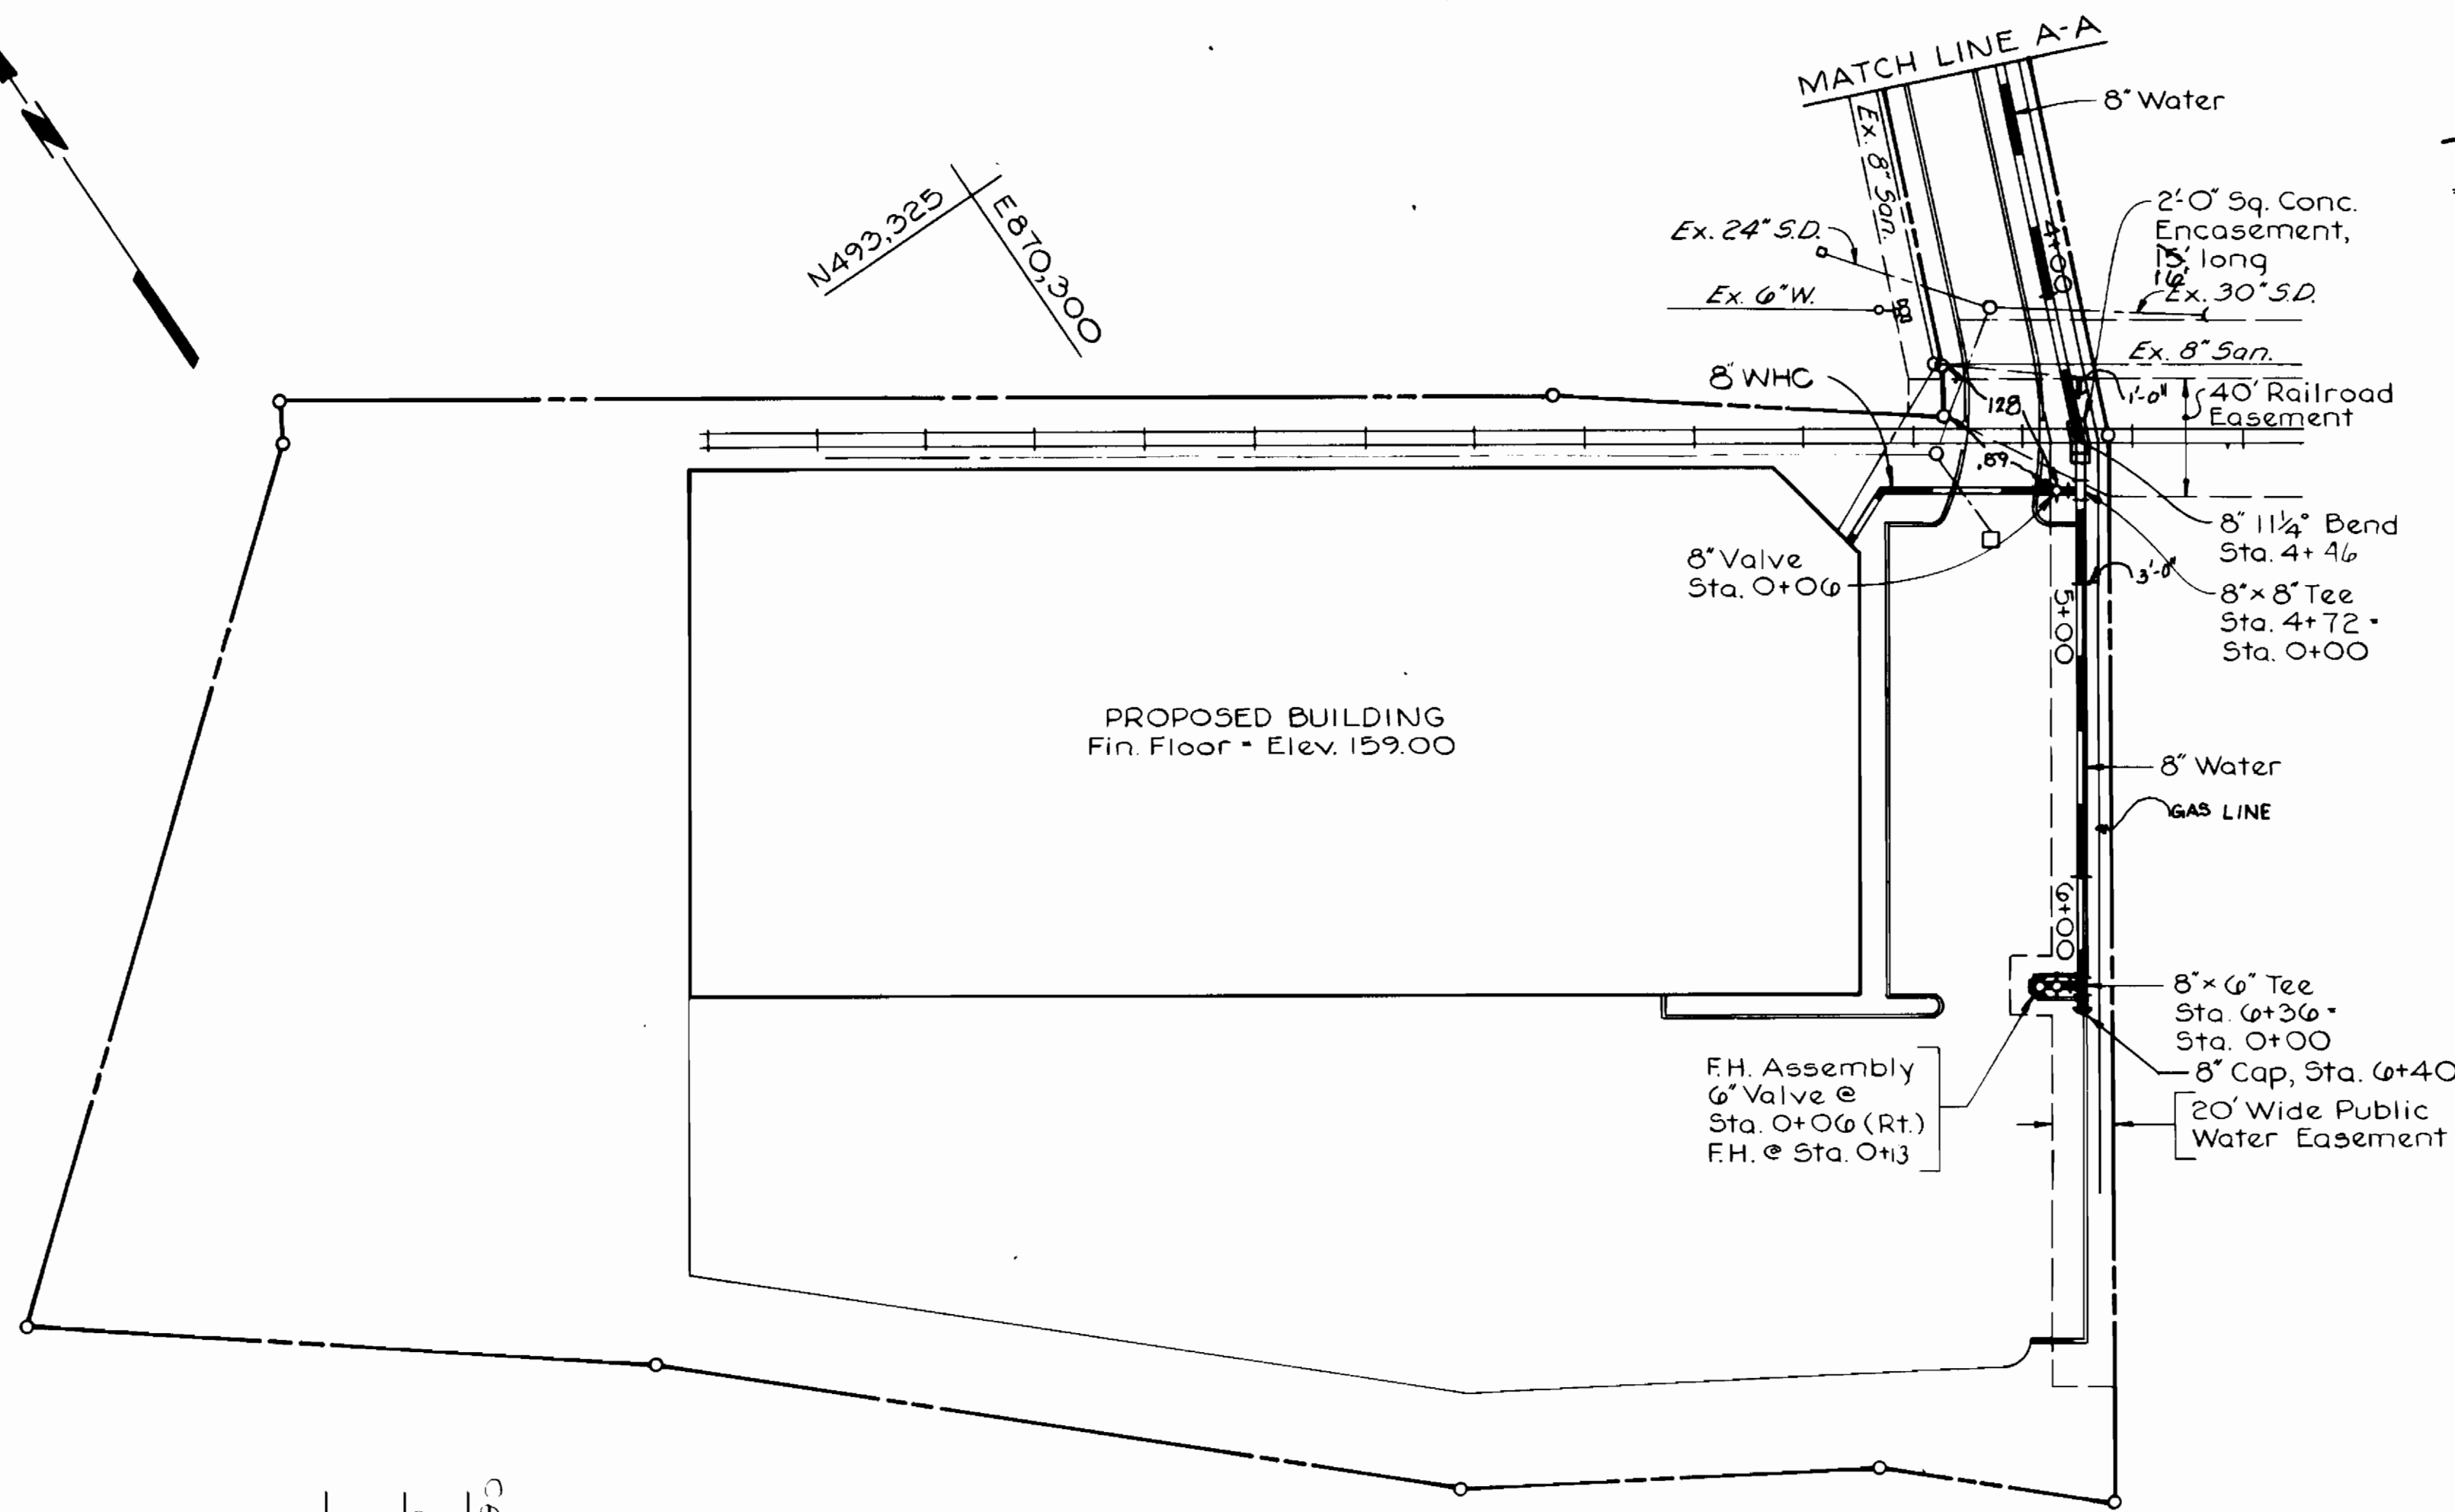 MATCH LINE A-A
8" Water
Ex. 8" San.
4+00
2'-0" Sq. Conc.
Encasement,
15' long
16'
Ex. 24" S.D.
Ex. 6" W.
Ex. 30" S.D.
Ex. 8" San.
N
N493,325
E870,300
8" WHC
128
.89
1'-0"
40' Railroad
Easement
8" 11¼° Bend
Sta. 4+46
3'-0"
8" Valve
Sta. 0+06
8" x 8" Tee
Sta. 4+72 =
Sta. 0+00
5+00
PROPOSED BUILDING
Fin. Floor = Elev. 159.00
8" Water
GAS LINE
6+00
8" x 6" Tee
Sta. 6+36 =
Sta. 0+00
8" Cap, Sta. 6+40
F.H. Assembly
6" Valve @
Sta. 0+06 (Rt.)
F.H. @ Sta. 0+13
20' Wide Public
Water Easement